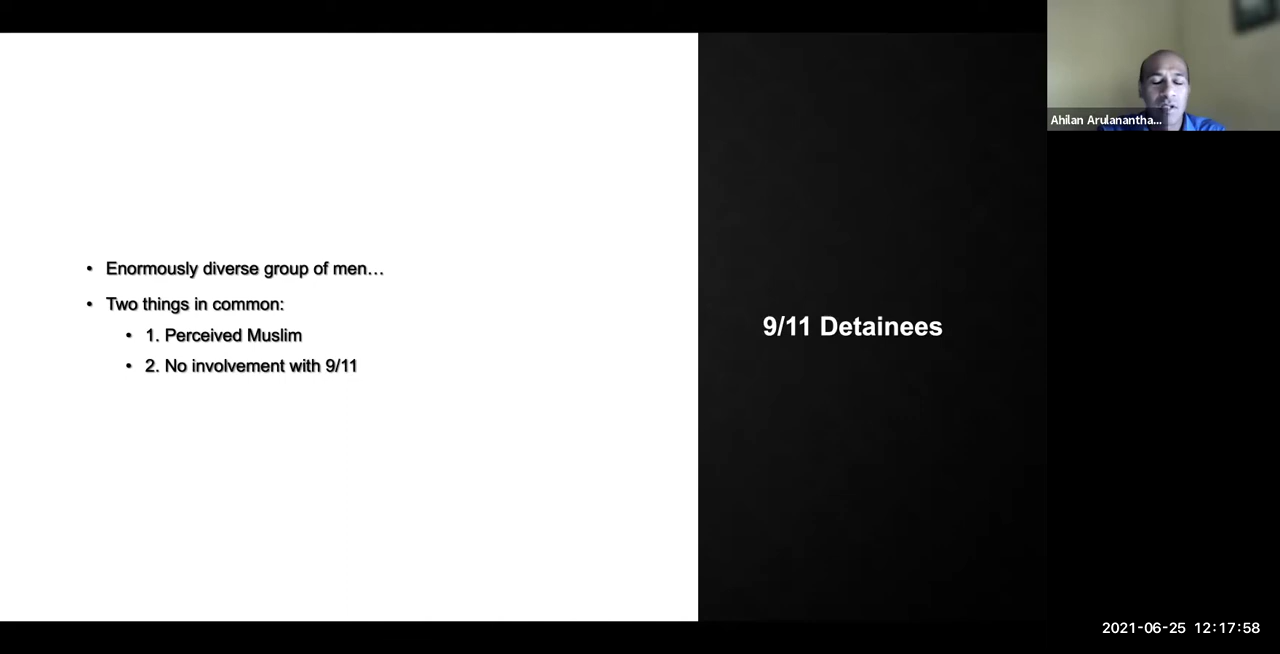 • Enormously diverse group of men…
• Two things in common:
• 1. Perceived Muslim
• 2. No involvement with 9/11
9/11 Detainees
Ahilan Arulanantha...
2021-06-25 12:17:58